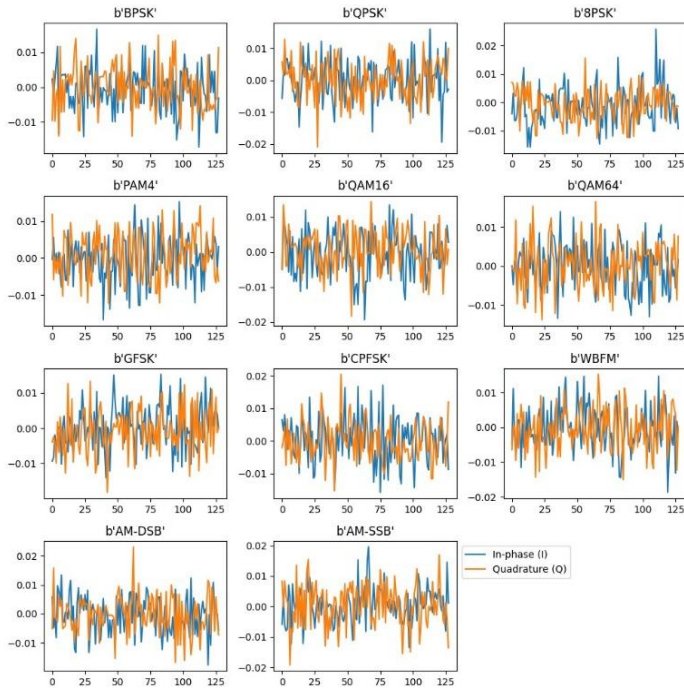 b'BPSK' b'QPSK' b'8PSK'
0.01 0.01 0.02
0.00 0.00 0.01
−0.01 −0.01 0.00
−0.02 −0.01
0 25 50 75 100 125 0 25 50 75 100 125 0 25 50 75 100 125
b'PAM4' b'QAM16' b'QAM64'
0.01 0.01 0.01
0.00 0.00 0.00
−0.01 −0.01 −0.01
−0.02
0 25 50 75 100 125 0 25 50 75 100 125 0 25 50 75 100 125
b'GFSK' b'CPFSK' b'WBFM'
0.01 0.02 0.01
0.00 0.01 0.00
−0.01 0.00 −0.01
−0.01 −0.02
0 25 50 75 100 125 0 25 50 75 100 125 0 25 50 75 100 125
b'AM-DSB' b'AM-SSB'
0.02 0.02
0.01 0.01
0.00 0.00
−0.01 −0.01
−0.02
0 25 50 75 100 125 0 25 50 75 100 125
In-phase (I)
Quadrature (Q)